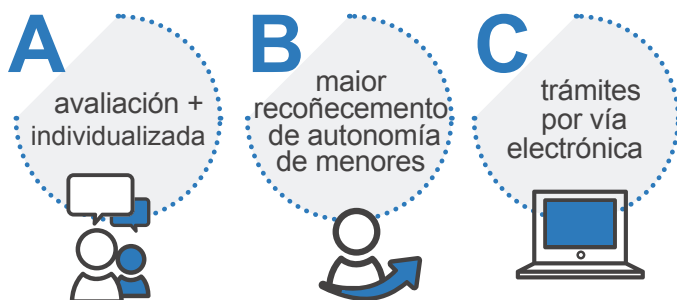 A
avaliación +
individualizada
B
maior
recoñecemento
de autonomía
de menores
C
trámites
por vía
electrónica